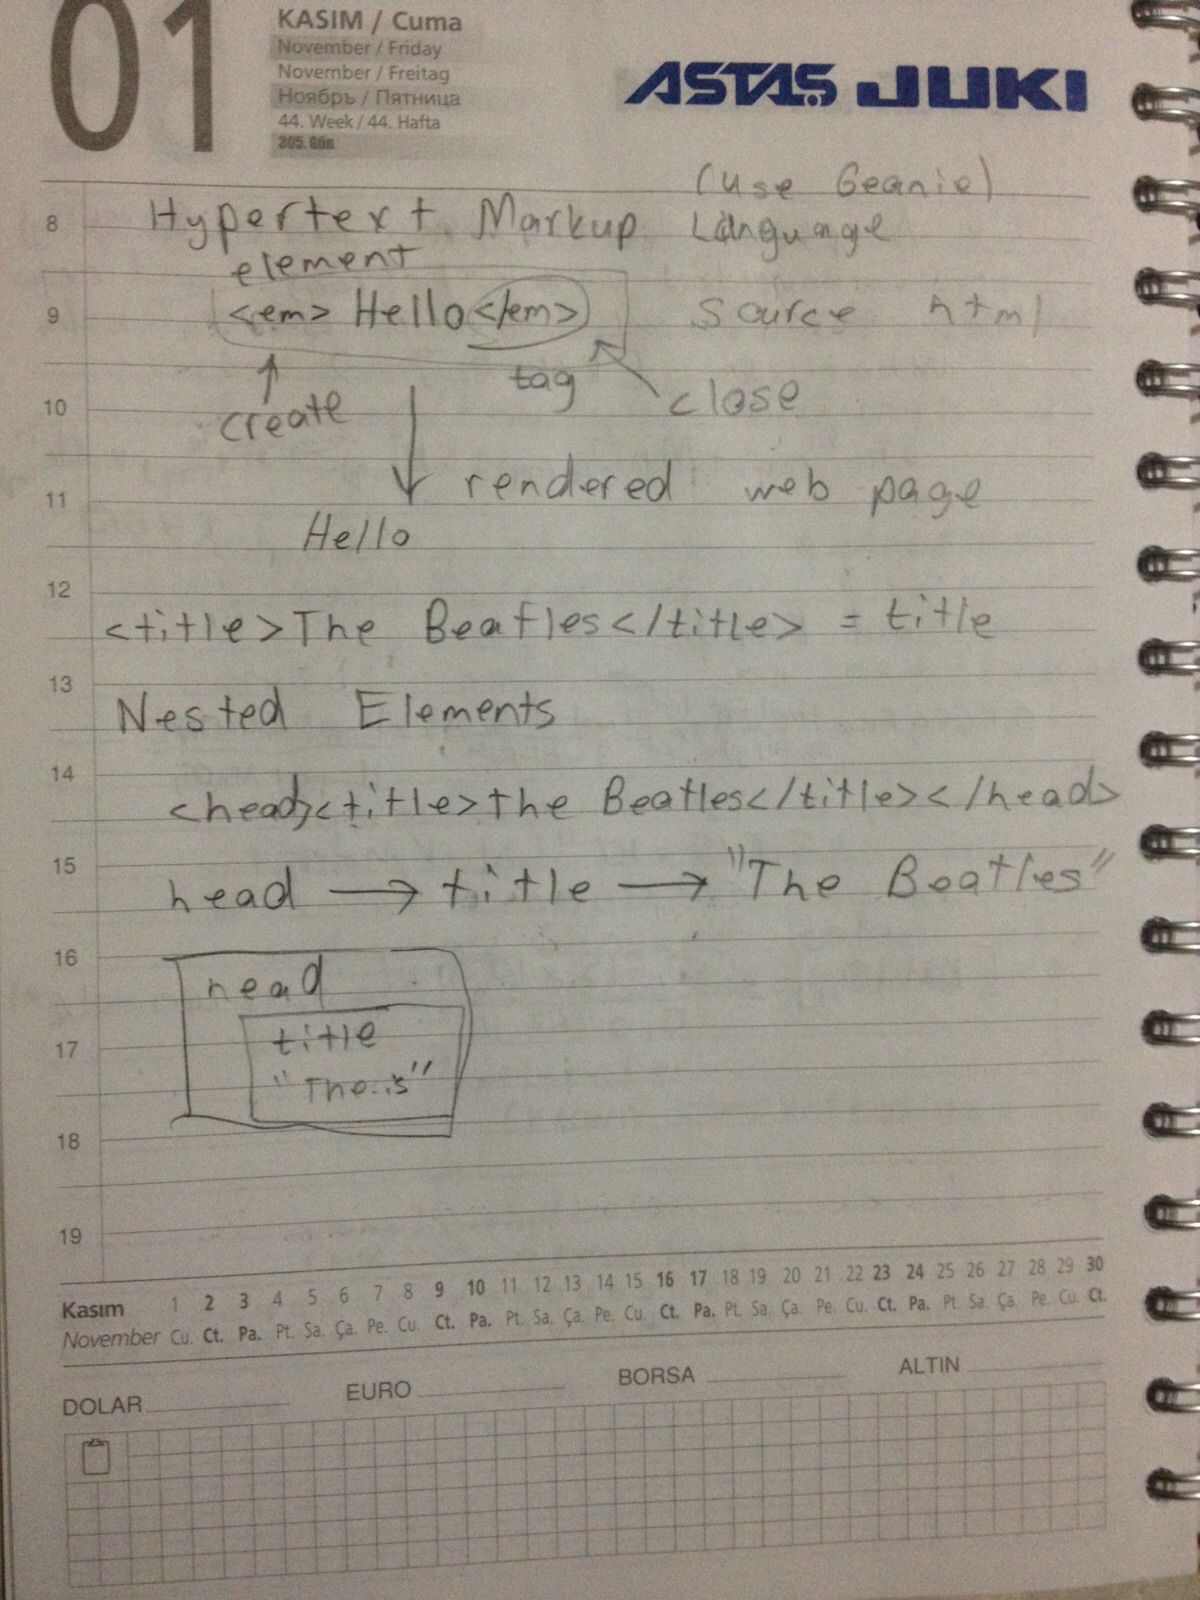 01
KASIM / Cuma
November / Friday
November / Freitag
Ноябрь / Пятница
44. Week / 44. Hafta
305. Gün
ASTAŞ JUKI
(use Geanie)
8 Hypertext Markup Language
element
9 <em> Hello </em> source html
tag
10 create close
11 rendered web page
Hello
12
<title>The Beatles</title> = title
13
Nested Elements
14
<head><title>The Beatles</title></head>
15
head → title → "The Beatles"
16
head
title
17
"The..s"
18
19
Kasım 1 2 3 4 5 6 7 8 9 10 11 12 13 14 15 16 17 18 19 20 21 22 23 24 25 26 27 28 29 30
November Cu. Ct. Pa. Pt. Sa. Ça. Pe. Cu. Ct. Pa. Pt. Sa. Ça. Pe. Cu. Ct. Pa. Pt. Sa. Ça. Pe. Cu. Ct. Pa. Pt. Sa. Ça. Pe. Cu. Ct.
DOLAR EURO BORSA ALTIN